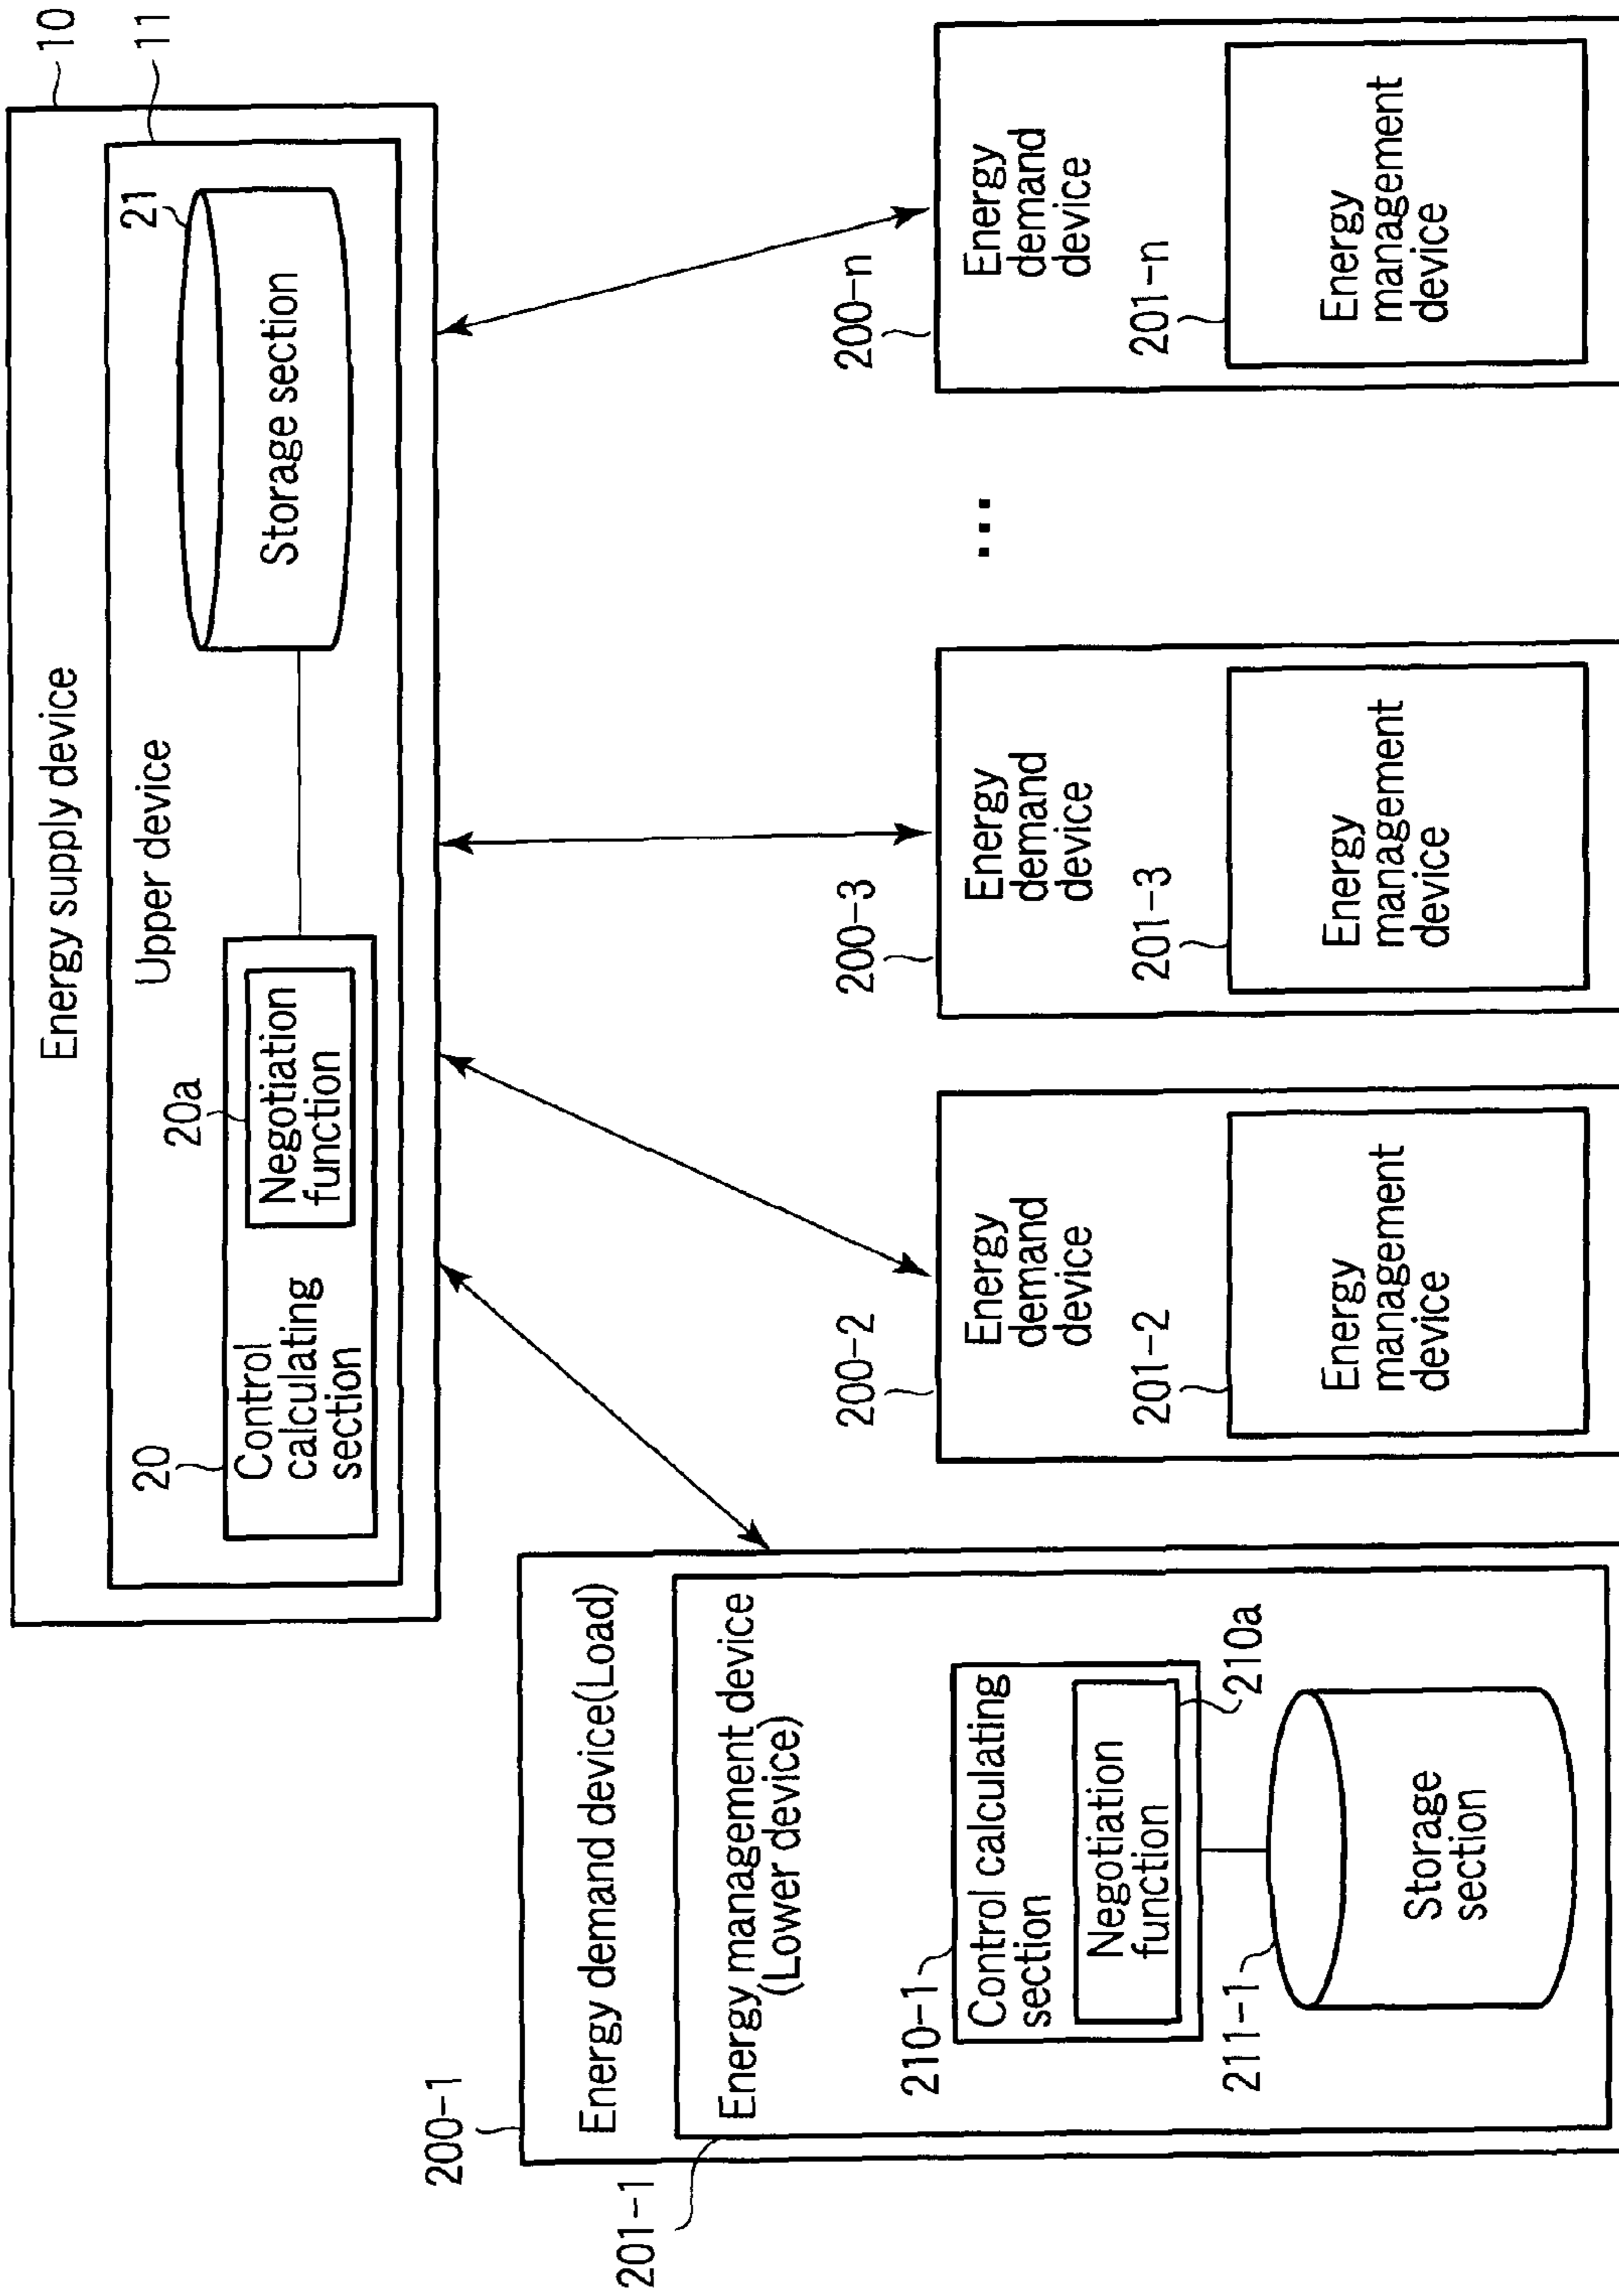 10
11
Energy supply device
Upper device
21
Storage section
20a
Negotiation
function
20
Control
calculating
section
200-1
Energy demand device(Load)
201-1
Energy management device
(Lower device)
210-1
Control calculating
section
Negotiation
function
210a
211-1
Storage
section
200-2
Energy
demand
device
201-2
Energy
management
device
200-3
Energy
demand
device
201-3
Energy
management
device
...
200-n
Energy
demand
device
201-n
Energy
management
device